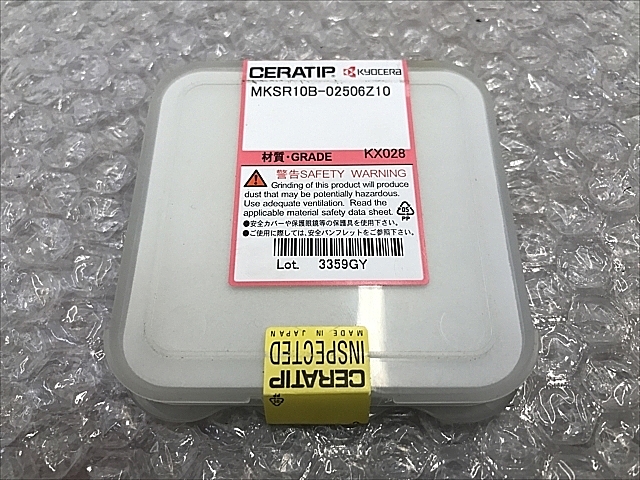 CERATIP KYOCERA
MKSR10B-02506Z10
材質・GRADE KX028
警告SAFETY WARNING
Grinding of this product will produce
dust that may be potentially hazardous.
Use adequate ventilation. Read the
applicable material safety data sheet.
05
PP
●安全カバーや保護眼鏡等の保護具を使用下さい。
●ご使用に際しては,安全パンフレットをご参照下さい。
Lot. 3359GY
MADE IN JAPAN
INSPECTED
CERATIP